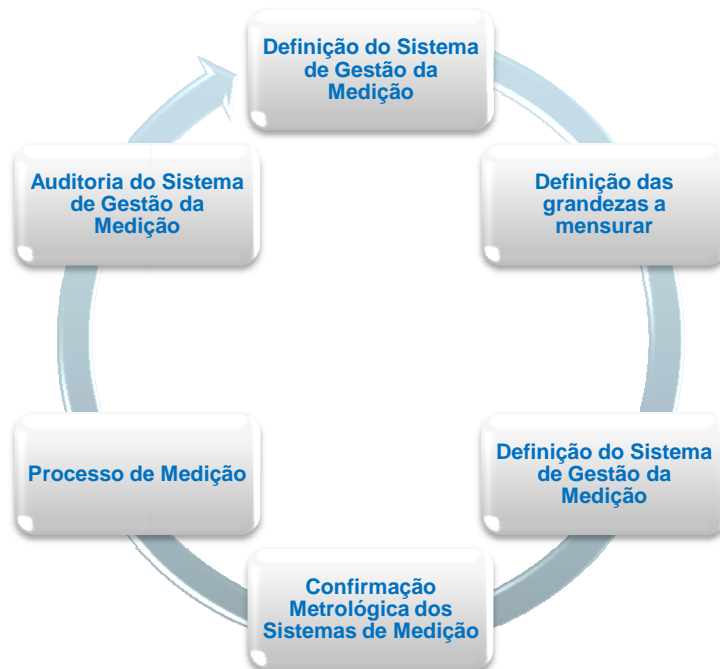 Definição do Sistema
de Gestão da
Medição
Definição das
grandezas a
mensurar
Definição do Sistema
de Gestão da
Medição
Confirmação
Metrológica dos
Sistemas de Medição
Processo de Medição
Auditoria do Sistema
de Gestão da
Medição